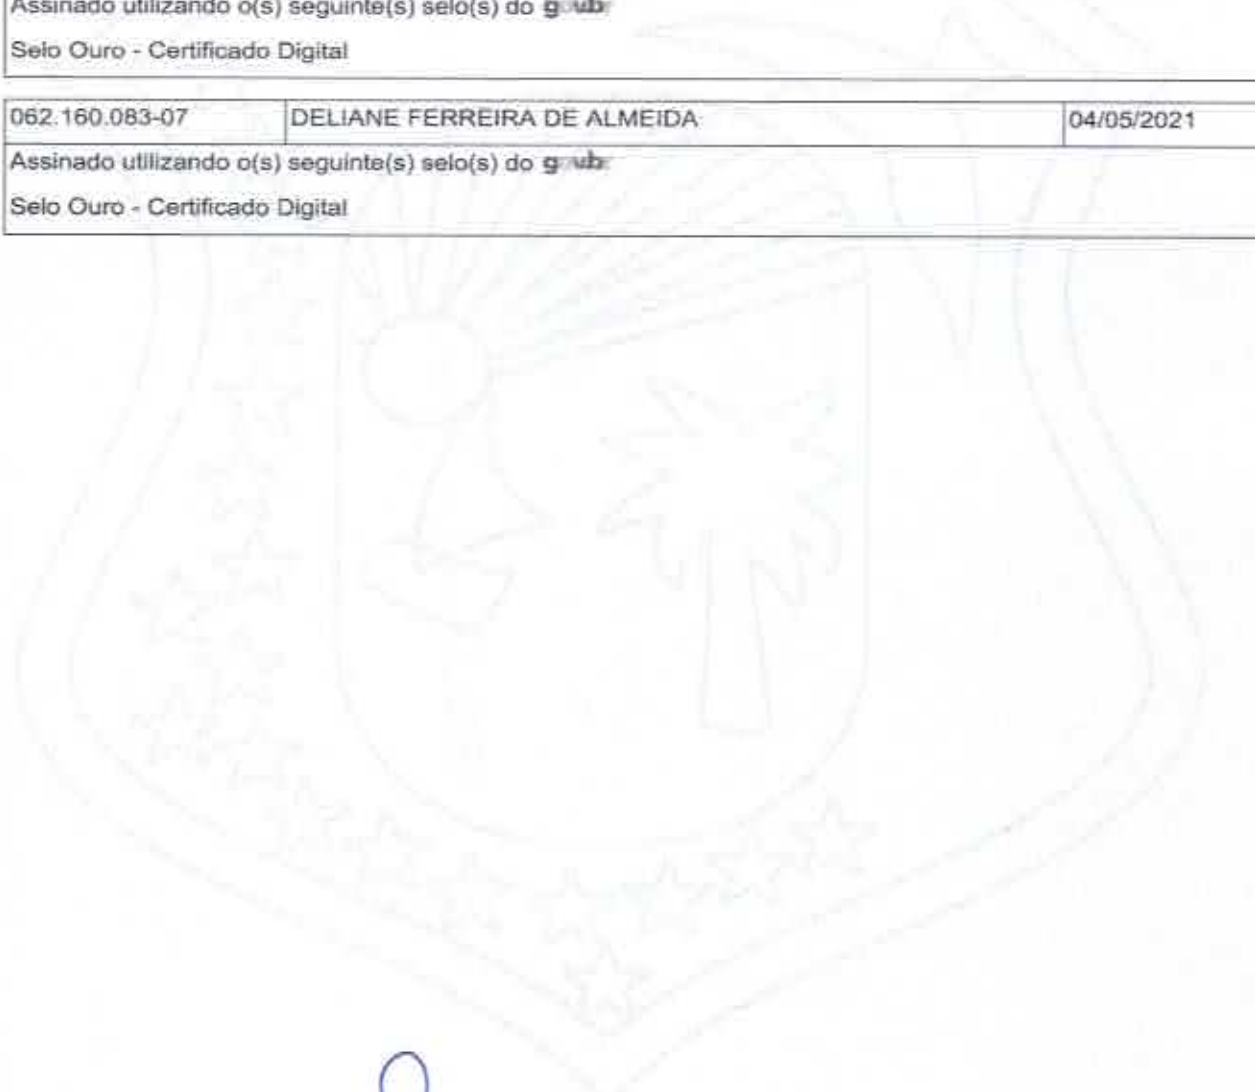 Assinado utilizando o(s) seguinte(s) selo(s) do
Selo Ouro - Certificado Digital
062.160.083-07 DELIANE FERREIRA DE ALMEIDA 04/05/2021
Assinado utilizando o(s) seguinte(s) selo(s) do
Selo Ouro - Certificado Digital